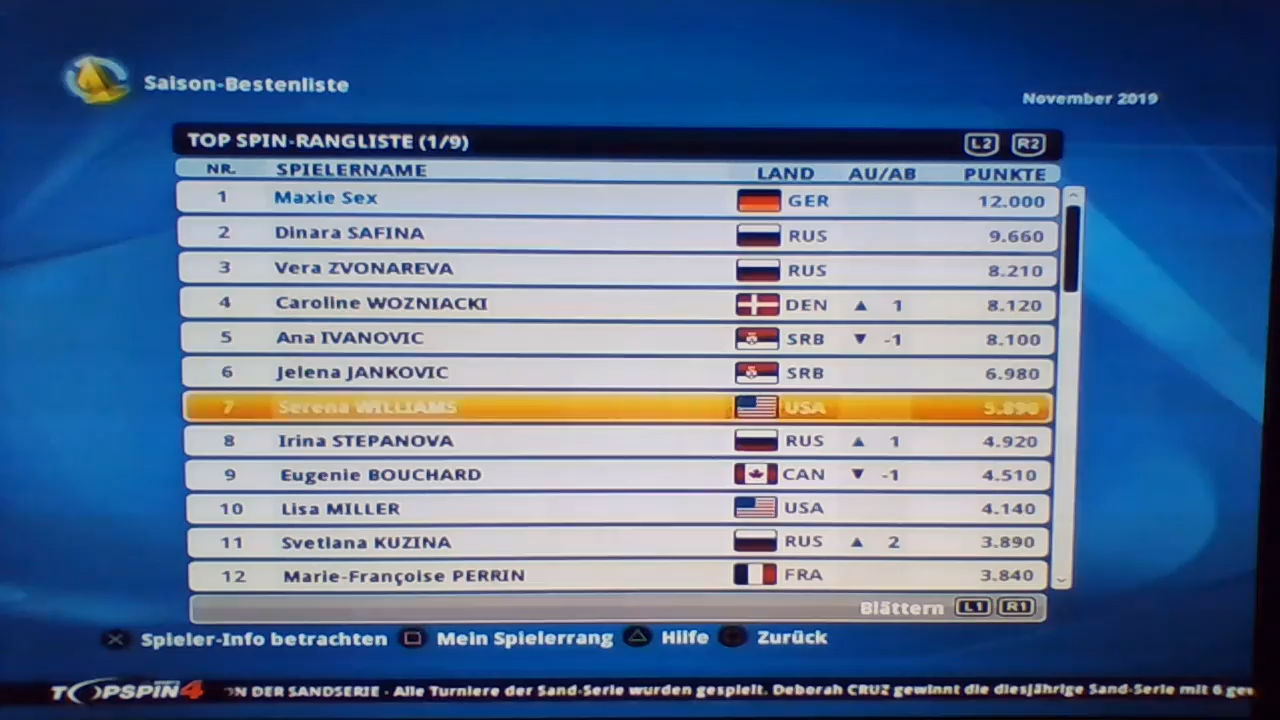 Saison-Bestenliste
November 2019
TOP SPIN-RANGLISTE (1/9) L2 R2
NR. SPIELERNAME LAND AU/AB PUNKTE
1 Maxie Sex GER 12.000
2 Dinara SAFINA RUS 9.660
3 Vera ZVONAREVA RUS 8.210
4 Caroline WOZNIACKI DEN ▲ 1 8.120
5 Ana IVANOVIC SRB ▼ -1 8.100
6 Jelena JANKOVIC SRB 6.980
7 Serena WILLIAMS USA 5.890
8 Irina STEPANOVA RUS ▲ 1 4.920
9 Eugenie BOUCHARD CAN ▼ -1 4.510
10 Lisa MILLER USA 4.140
11 Svetlana KUZINA RUS ▲ 2 3.890
12 Marie-Françoise PERRIN FRA 3.840
Blättern L1 R1
Spieler-Info betrachten Mein Spielerrang Hilfe Zurück
TOPSPIN 4 ON DER SANDSERIE - Alle Turniere der Sand-Serie wurden gespielt. Deborah CRUZ gewinnt die diesjährige Sand-Serie mit 6 gew